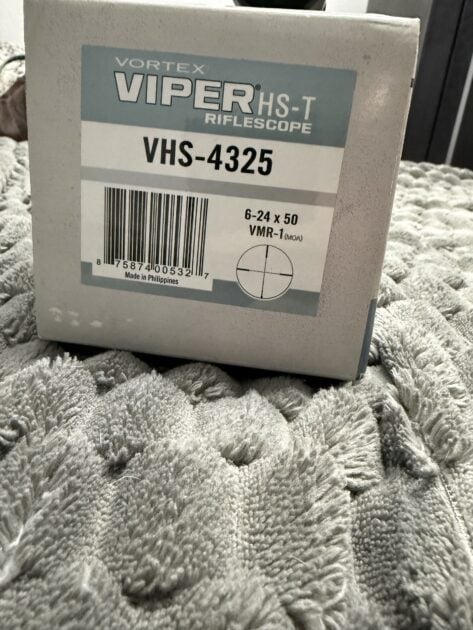 VORTEX
VIPER® HS-T
RIFLESCOPE
VHS-4325
6-24 x 50
VMR-1 (MOA)
8 75874 00532 7
Made in Philippines